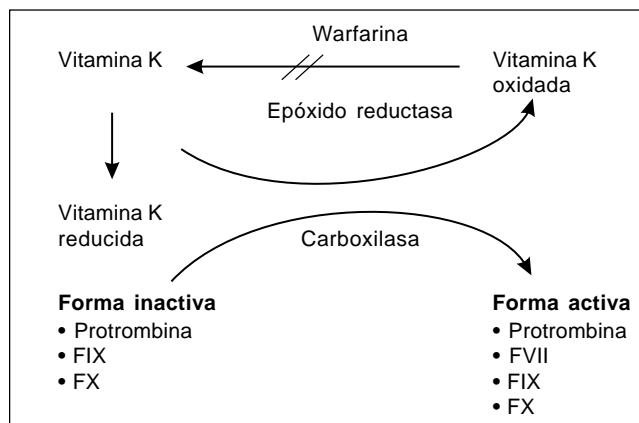 Warfarina
Vitamina K
Vitamina K
oxidada
Epóxido reductasa
Vitamina K
reducida
Carboxilasa
Forma inactiva
• Protrombina
• FIX
• FX
Forma activa
• Protrombina
• FVII
• FIX
• FX